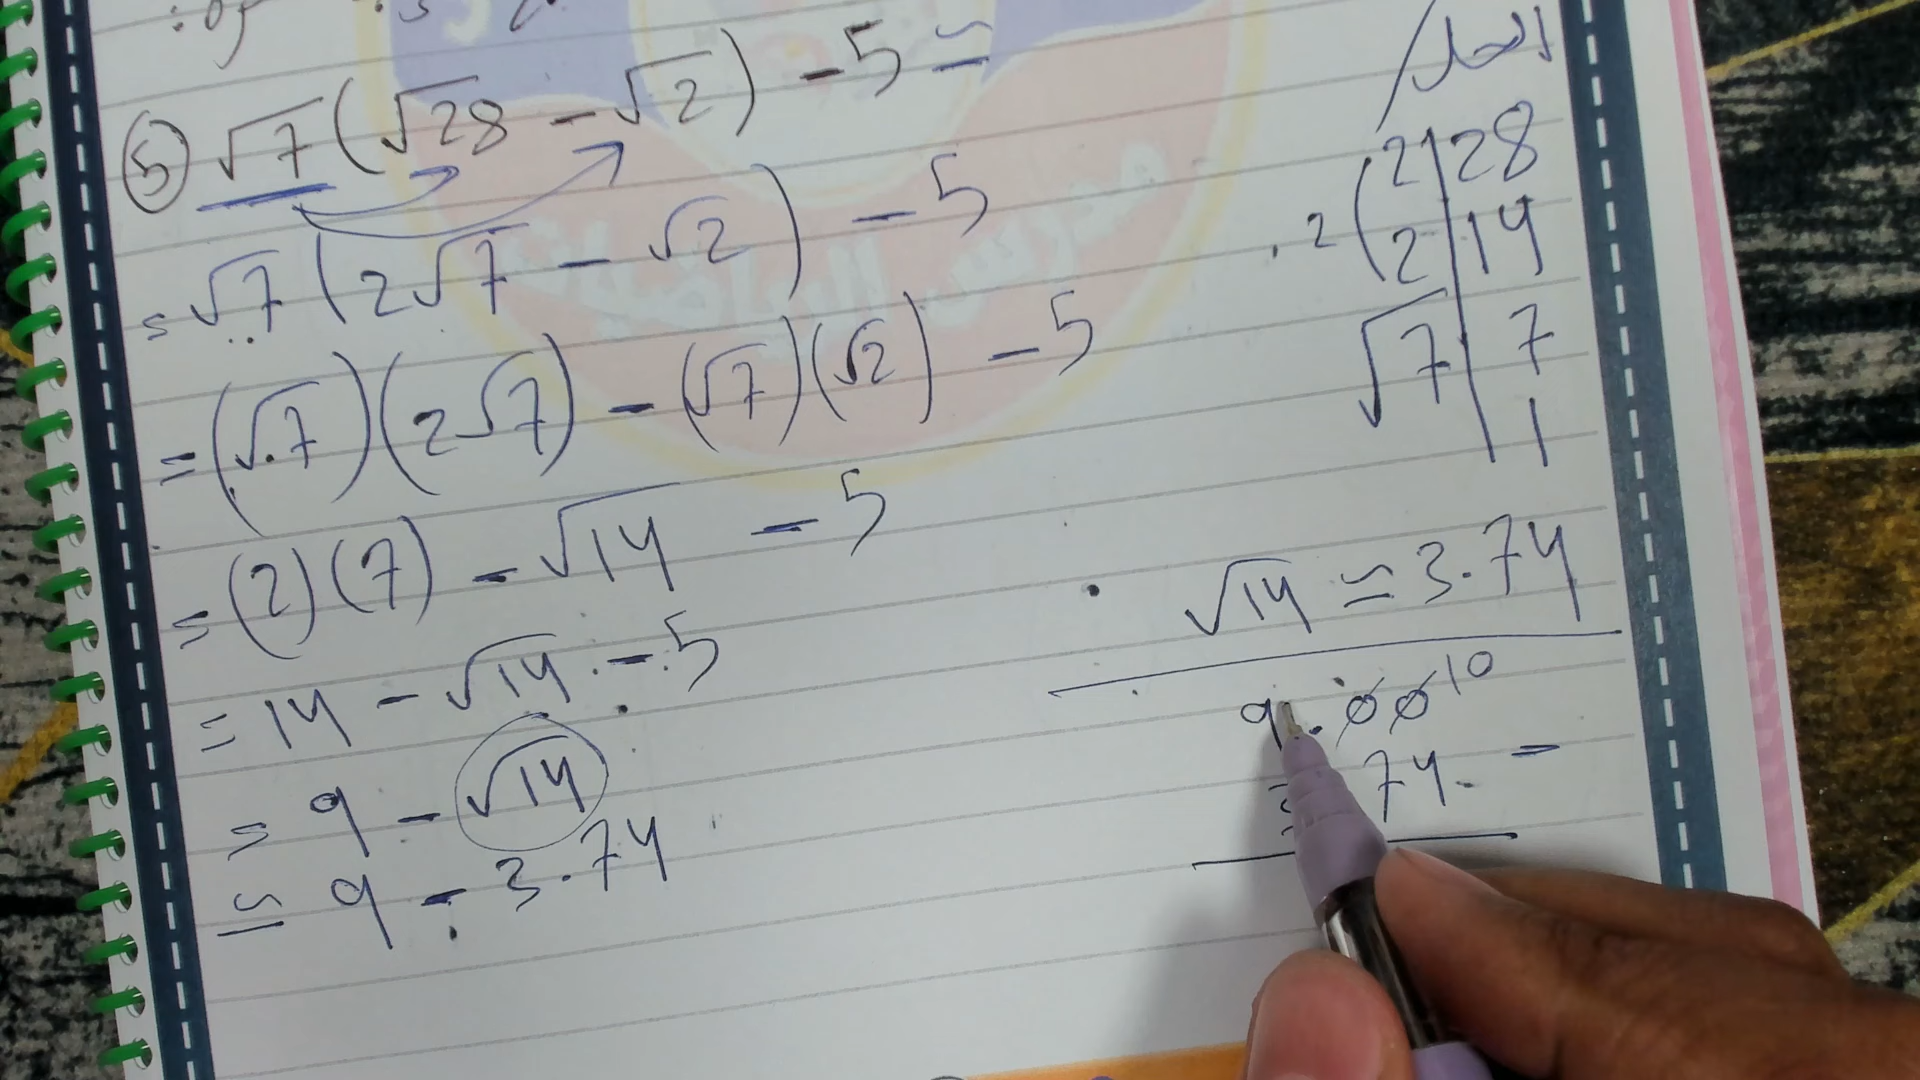 ⑤ √7 (√28 - √2) - 5 ≃
= √7 (2√7 - √2) - 5
= (√7)(2√7) - (√7)(√2) - 5
= (2)(7) - √14 - 5
= 14 - √14 - 5
= 9 - √14
≃ 9 - 3.74
الحل
2 | 28
.2 ( 2 | 14
√7 | 7
1
√14 ≃ 3.74
10
9.00
74 -